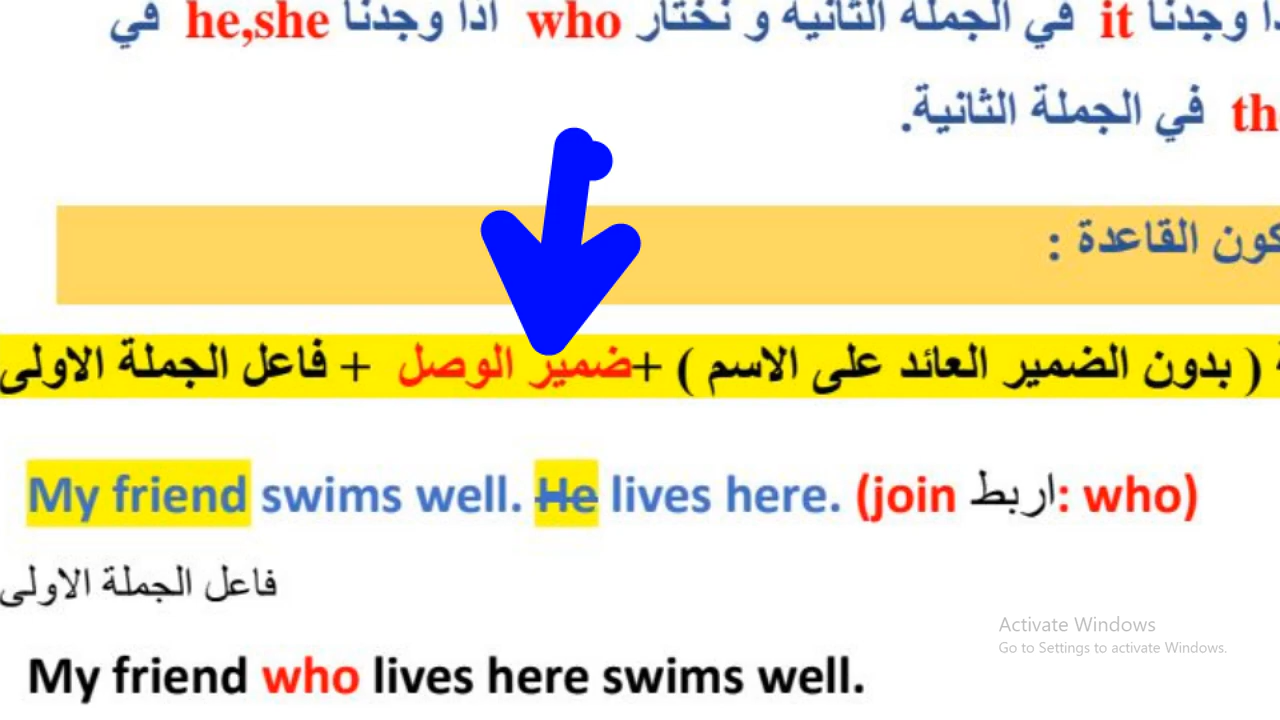 وجدنا it في الجملة الثانية و نختار who اذا وجدنا he,she في
th في الجملة الثانية.
كون القاعدة :
فاعل الجملة الاولى + ضمير الوصل+ ( بدون الضمير العائد على الاسم )
My friend swims well. He lives here. (join اربط: who)
فاعل الجملة الاولى
Activate Windows
Go to Settings to activate Windows.
My friend who lives here swims well.